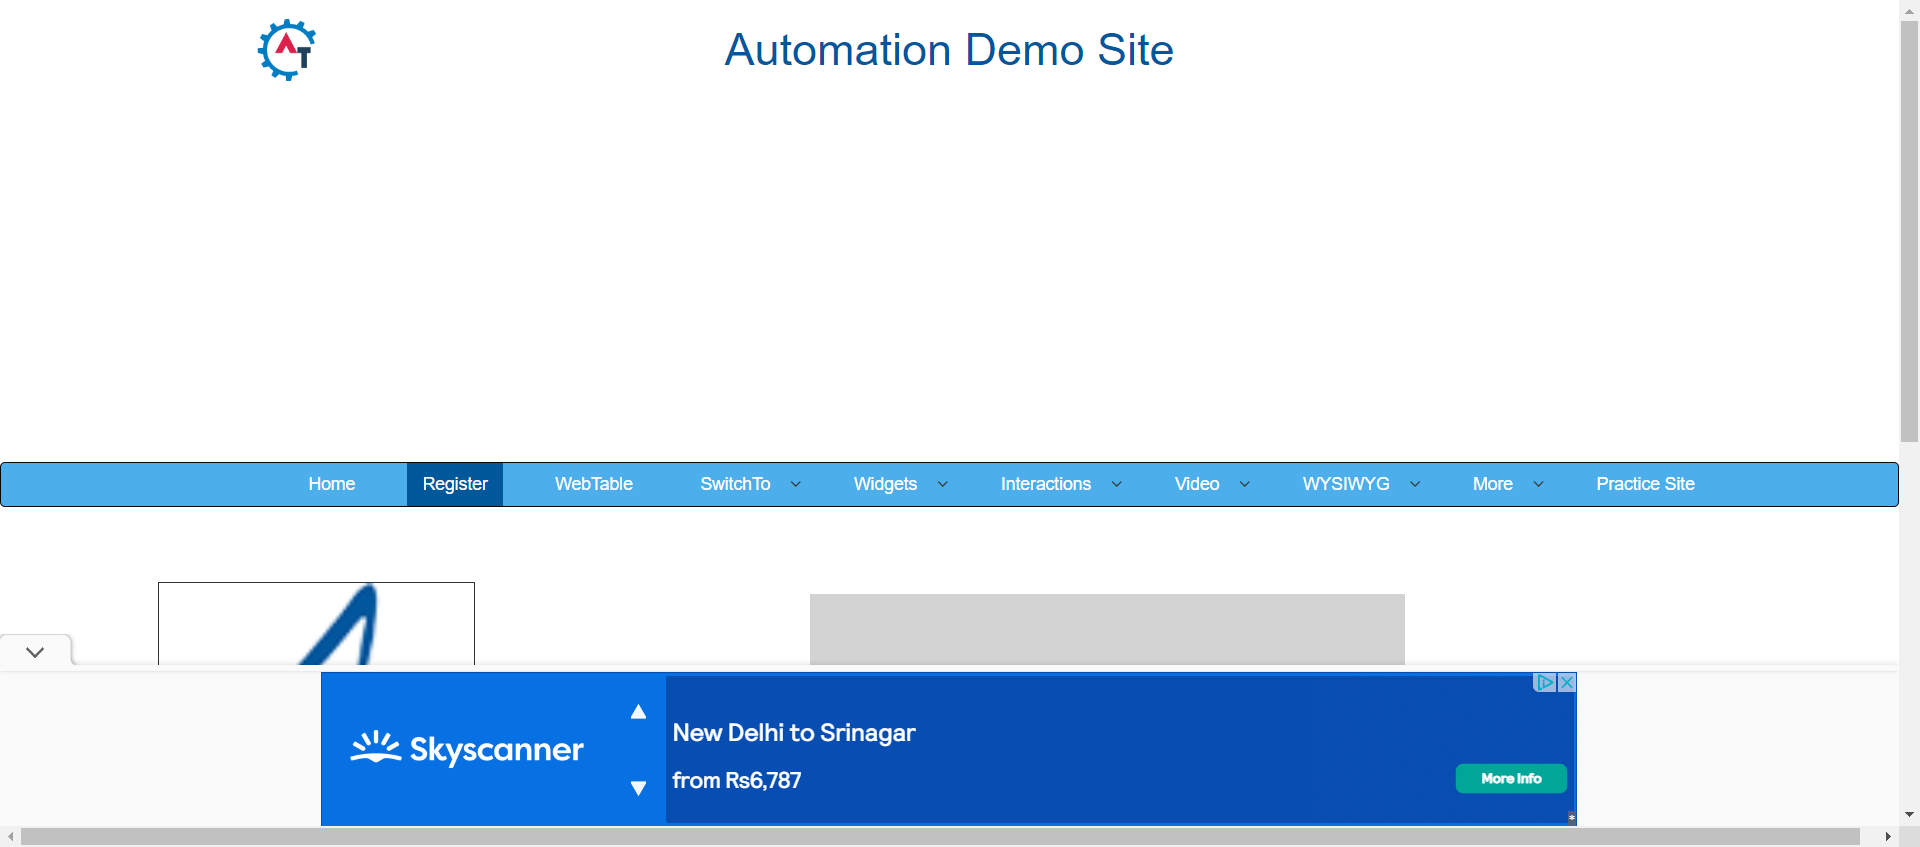 AT
Automation Demo Site
Home Register WebTable SwitchTo Widgets Interactions Video WYSIWYG More Practice Site
Skyscanner
New Delhi to Srinagar
from Rs6,787
More Info
*